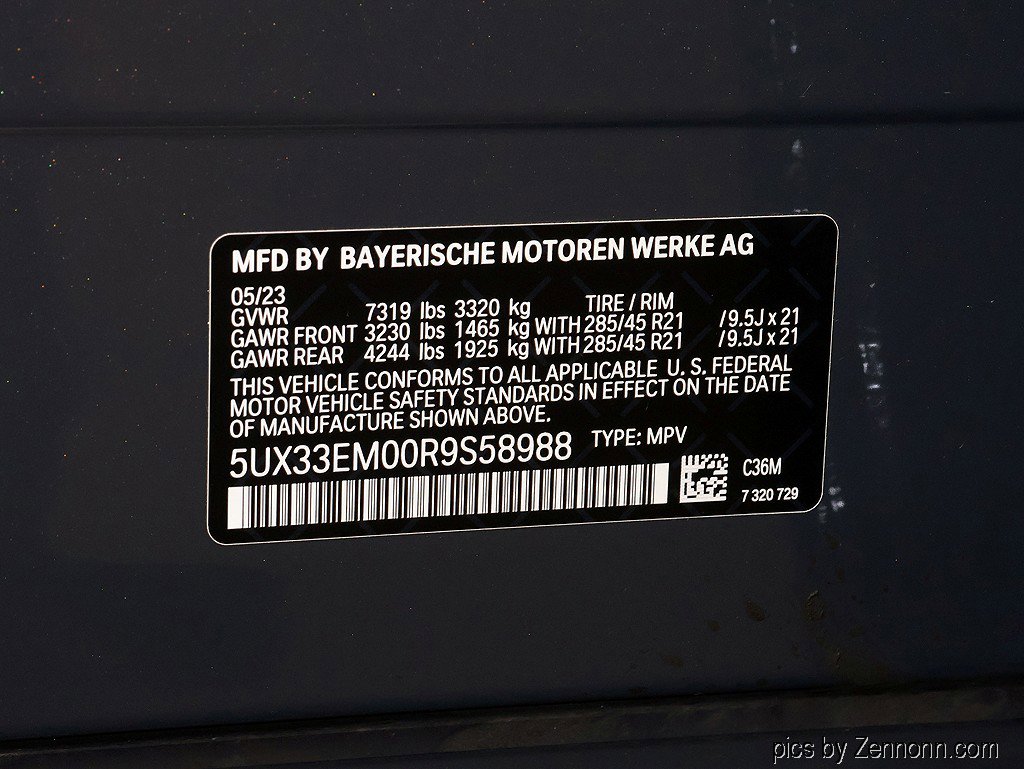 MFD BY BAYERISCHE MOTOREN WERKE AG
05/23
GVWR 7319 lbs 3320 kg TIRE / RIM
GAWR FRONT 3230 lbs 1465 kg WITH 285/45 R21 /9.5J x 21
GAWR REAR 4244 lbs 1925 kg WITH 285/45 R21 /9.5J x 21
THIS VEHICLE CONFORMS TO ALL APPLICABLE U. S. FEDERAL
MOTOR VEHICLE SAFETY STANDARDS IN EFFECT ON THE DATE
OF MANUFACTURE SHOWN ABOVE.
5UX33EM00R9S58988 TYPE: MPV
C36M
7 320 729
pics by Zennonn.com